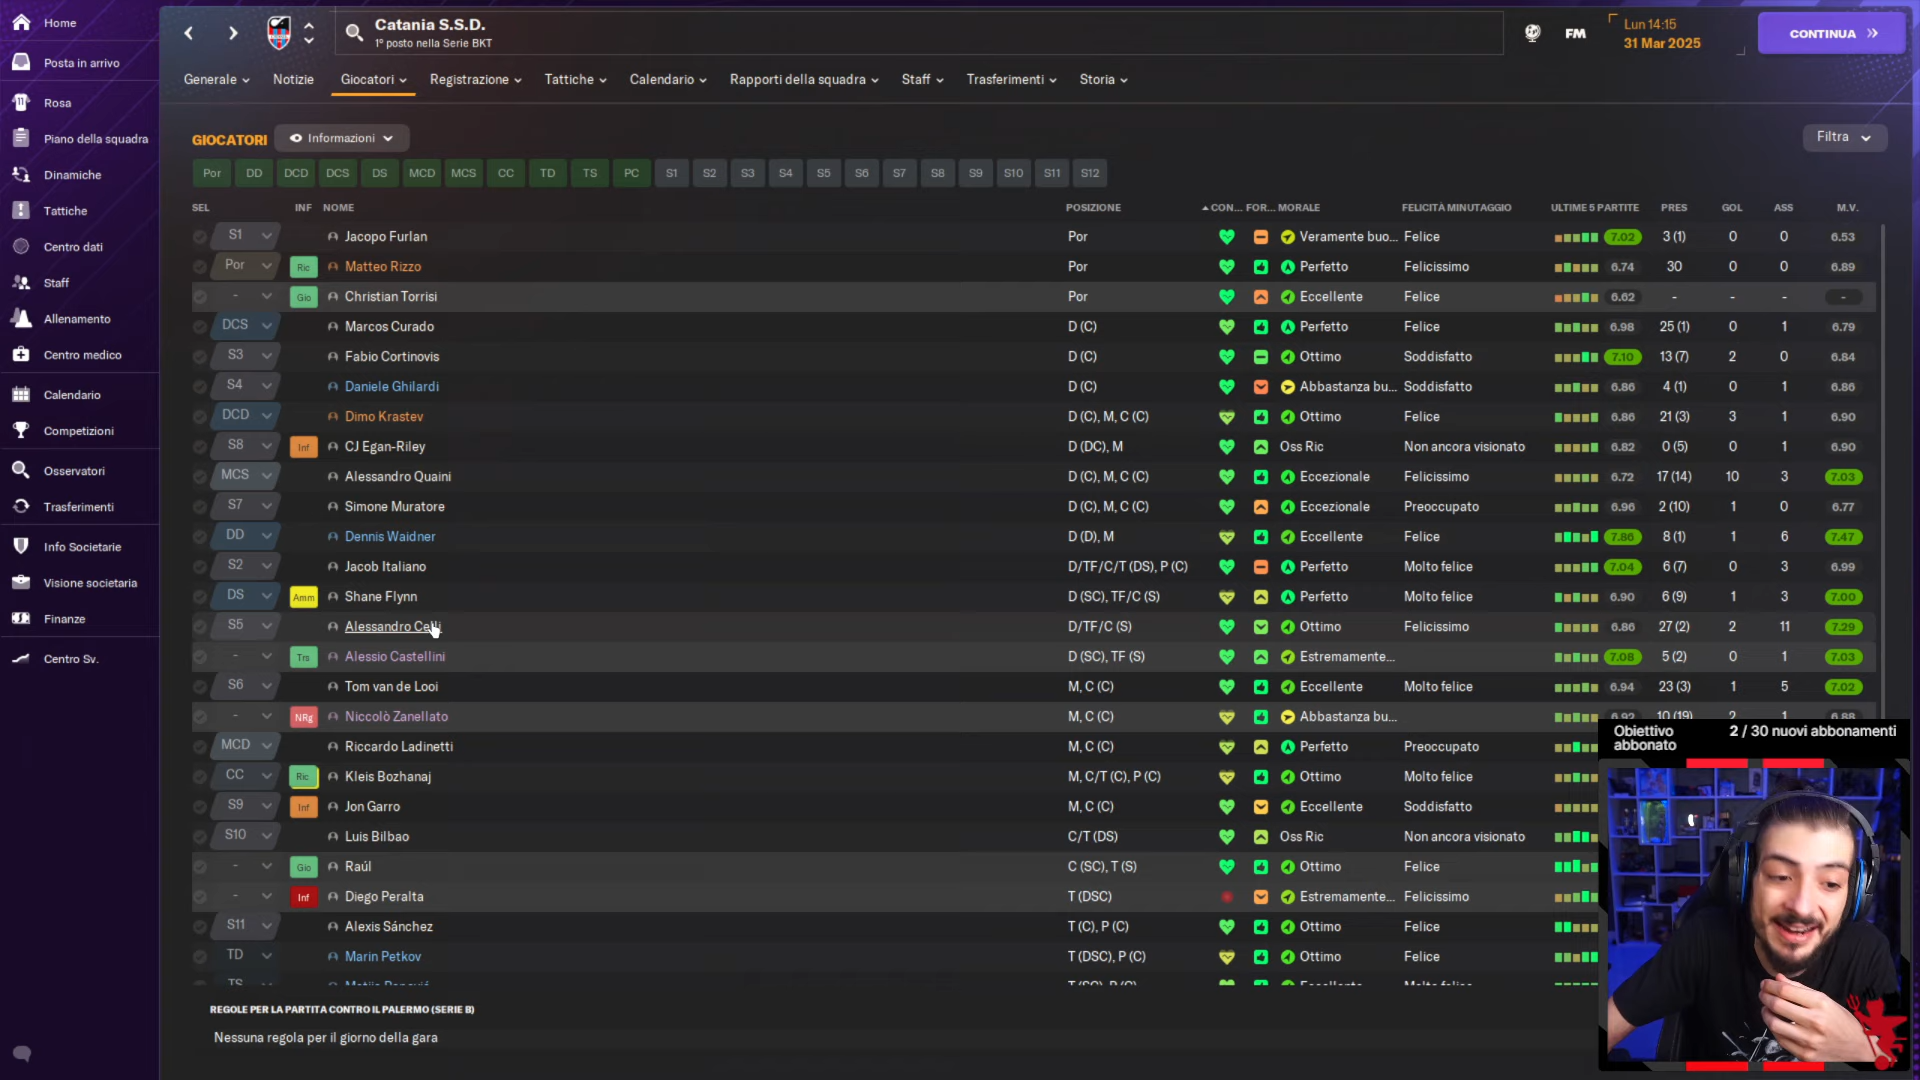 Home
Posta in arrivo
Rosa
Piano della squadra
Dinamiche
Tattiche
Centro dati
Staff
Allenamento
Centro medico
Calendario
Competizioni
Osservatori
Trasferimenti
Info Societarie
Visione societaria
Finanze
Centro Sv.
Catania S.S.D.
1° posto nella Serie BKT
FM
Lun 14:15
31 Mar 2025
CONTINUA
Generale Notizie Giocatori Registrazione Tattiche Calendario Rapporti della squadra Staff Trasferimenti Storia
GIOCATORI Informazioni Filtra
Por DD DCD DCS DS MCD MCS CC TD TS PC S1 S2 S3 S4 S5 S6 S7 S8 S9 S10 S11 S12
SEL INF NOME POSIZIONE CON... FOR... MORALE FELICITÀ MINUTAGGIO ULTIME 5 PARTITE PRES GOL ASS M.V.
S1 Jacopo Furlan Por Veramente buo... Felice 7.02 3 (1) 0 0 6.53
Por Ric Matteo Rizzo Por Perfetto Felicissimo 6.74 30 0 0 6.89
- Gio Christian Torrisi Por Eccellente Felice 6.62 - - - -
DCS Marcos Curado D (C) Perfetto Felice 6.98 25 (1) 0 1 6.79
S3 Fabio Cortinovis D (C) Ottimo Soddisfatto 7.10 13 (7) 2 0 6.84
S4 Daniele Ghilardi D (C) Abbastanza bu... Soddisfatto 6.86 4 (1) 0 1 6.86
DCD Dimo Krastev D (C), M, C (C) Ottimo Felice 6.86 21 (3) 3 1 6.90
S8 Inf CJ Egan-Riley D (DC), M Oss Ric Non ancora visionato 6.82 0 (5) 0 1 6.90
MCS Alessandro Quaini D (C), M, C (C) Eccezionale Felicissimo 6.72 17 (14) 10 3 7.03
S7 Simone Muratore D (C), M, C (C) Eccezionale Preoccupato 6.96 2 (10) 1 0 6.77
DD Dennis Waidner D (D), M Eccellente Felice 7.86 8 (1) 1 6 7.47
S2 Jacob Italiano D/TF/C/T (DS), P (C) Perfetto Molto felice 7.04 6 (7) 0 3 6.99
DS Amm Shane Flynn D (SC), TF/C (S) Perfetto Molto felice 6.90 6 (9) 1 3 7.00
S5 Alessandro Celli D/TF/C (S) Ottimo Felicissimo 6.86 27 (2) 2 11 7.29
- Trs Alessio Castellini D (SC), TF (S) Estremamente... 7.08 5 (2) 0 1 7.03
S6 Tom van de Looi M, C (C) Eccellente Molto felice 6.94 23 (3) 1 5 7.02
- NRg Niccolò Zanellato M, C (C) Abbastanza bu... 6.92 10 (19) 2 1 6.88
MCD Riccardo Ladinetti M, C (C) Perfetto Preoccupato
CC Ric Kleis Bozhanaj M, C/T (C), P (C) Ottimo Molto felice
S9 Inf Jon Garro M, C (C) Eccellente Soddisfatto
S10 Luis Bilbao C/T (DS) Oss Ric Non ancora visionato
- Gio Raúl C (SC), T (S) Ottimo Felice
- Inf Diego Peralta T (DSC) Estremamente... Felicissimo
S11 Alexis Sánchez T (C), P (C) Ottimo Felice
TD Marin Petkov T (DSC), P (C) Ottimo Felice
TS
REGOLE PER LA PARTITA CONTRO IL PALERMO (SERIE B)
Nessuna regola per il giorno della gara
Obiettivo abbonato
2 / 30 nuovi abbonamenti